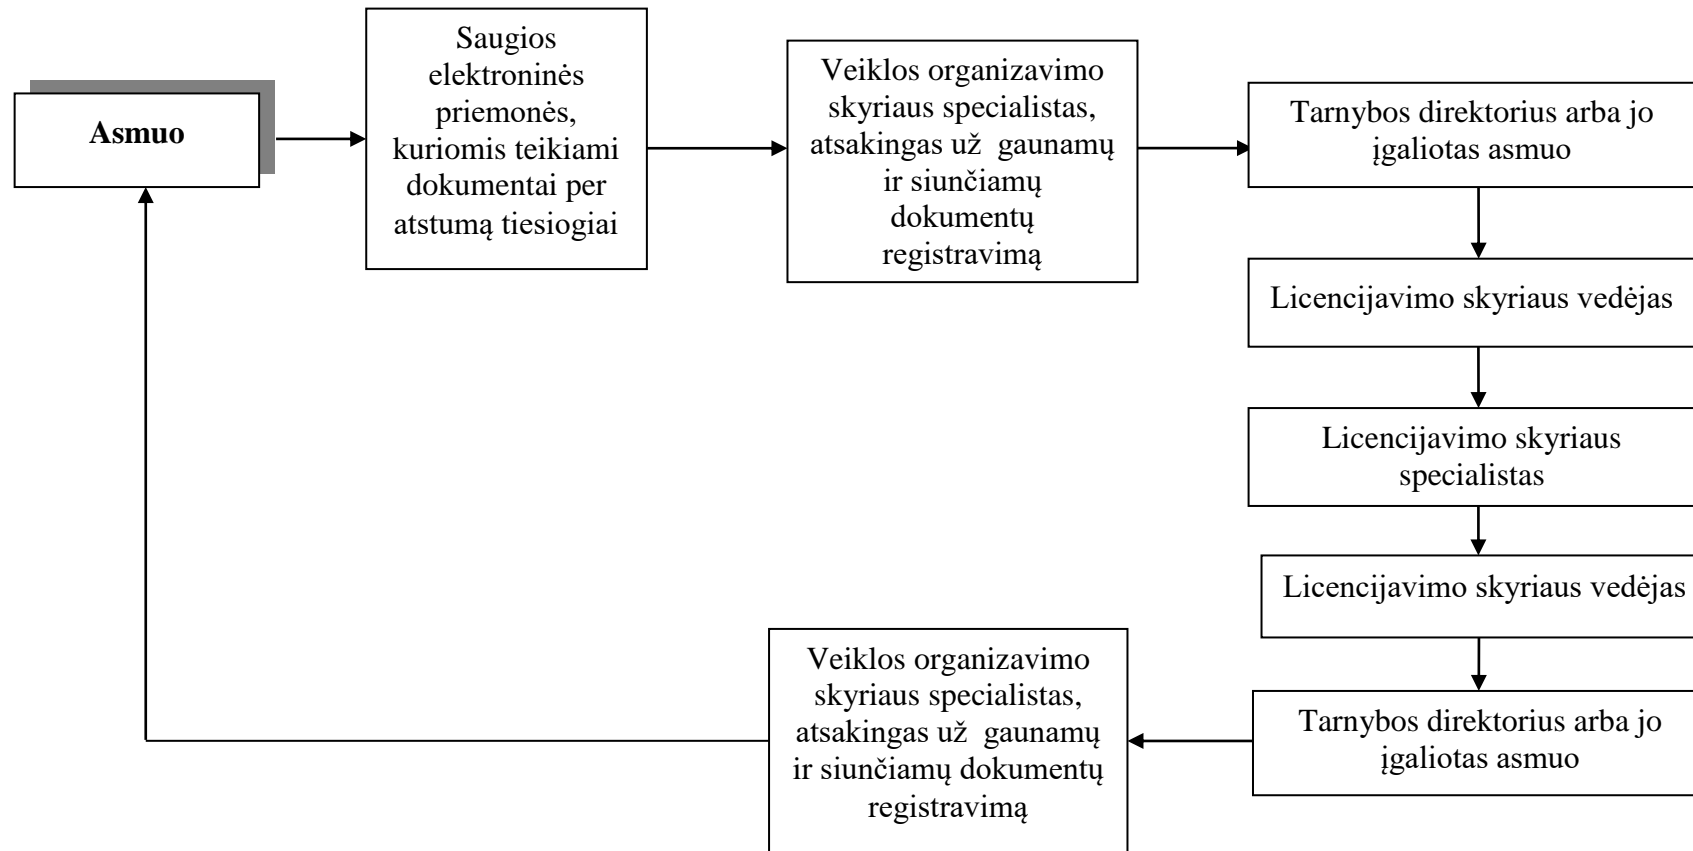 Asmuo
Saugios
elektroninės
priemonės,
kuriomis teikiami
dokumentai per
atstumą tiesiogiai
Veiklos organizavimo
skyriaus specialistas,
atsakingas už  gaunamų
ir siunčiamų
dokumentų
registravimą
Tarnybos direktorius arba jo
įgaliotas asmuo
Licencijavimo skyriaus vedėjas
Licencijavimo skyriaus
specialistas
Licencijavimo skyriaus vedėjas
Tarnybos direktorius arba jo
įgaliotas asmuo
Veiklos organizavimo
skyriaus specialistas,
atsakingas už  gaunamų
ir siunčiamų dokumentų
registravimą